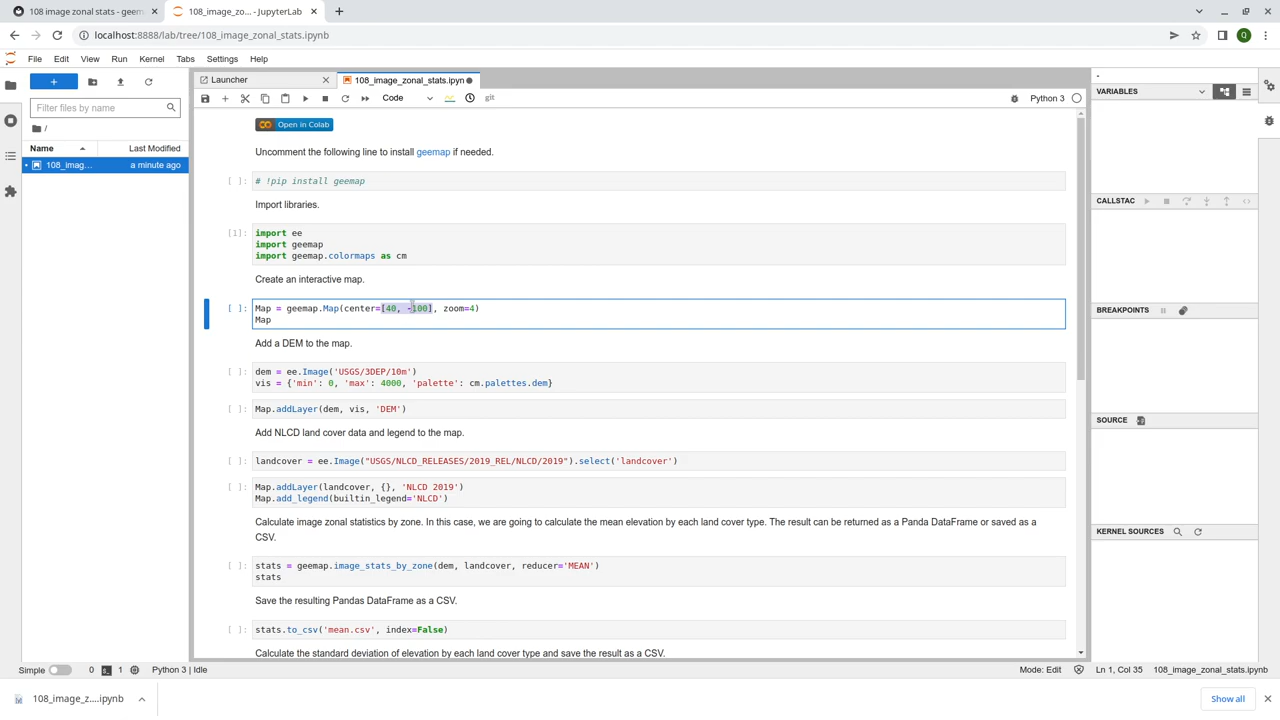 108 image zonal stats - geem
108_image_zo... - JupyterLab
localhost:8888/lab/tree/108_image_zonal_stats.ipynb
Q
File Edit View Run Kernel Tabs Settings Help
Launcher
108_image_zonal_stats.ipyn
-
Code
git
Python 3
VARIABLES
Filter files by name
/
Name
Last Modified
108_imag...
a minute ago
Open in Colab
Uncomment the following line to install geemap if needed.
[ ]: # !pip install geemap
Import libraries.
[1]: import ee
import geemap
import geemap.colormaps as cm
Create an interactive map.
[ ]: Map = geemap.Map(center=[40, -100], zoom=4)
Map
Add a DEM to the map.
[ ]: dem = ee.Image('USGS/3DEP/10m')
vis = {'min': 0, 'max': 4000, 'palette': cm.palettes.dem}
[ ]: Map.addLayer(dem, vis, 'DEM')
Add NLCD land cover data and legend to the map.
[ ]: landcover = ee.Image("USGS/NLCD_RELEASES/2019_REL/NLCD/2019").select('landcover')
[ ]: Map.addLayer(landcover, {}, 'NLCD 2019')
Map.add_legend(builtin_legend='NLCD')
Calculate image zonal statistics by zone. In this case, we are going to calculate the mean elevation by each land cover type. The result can be returned as a Panda DataFrame or saved as a
CSV.
[ ]: stats = geemap.image_stats_by_zone(dem, landcover, reducer='MEAN')
stats
Save the resulting Pandas DataFrame as a CSV.
[ ]: stats.to_csv('mean.csv', index=False)
Calculate the standard deviation of elevation by each land cover type and save the result as a CSV.
CALLSTAC
BREAKPOINTS
SOURCE
KERNEL SOURCES
Simple
0
1
Python 3 | Idle
Mode: Edit
Ln 1, Col 35
108_image_zonal_stats.ipynb
108_image_z....ipynb
Show all